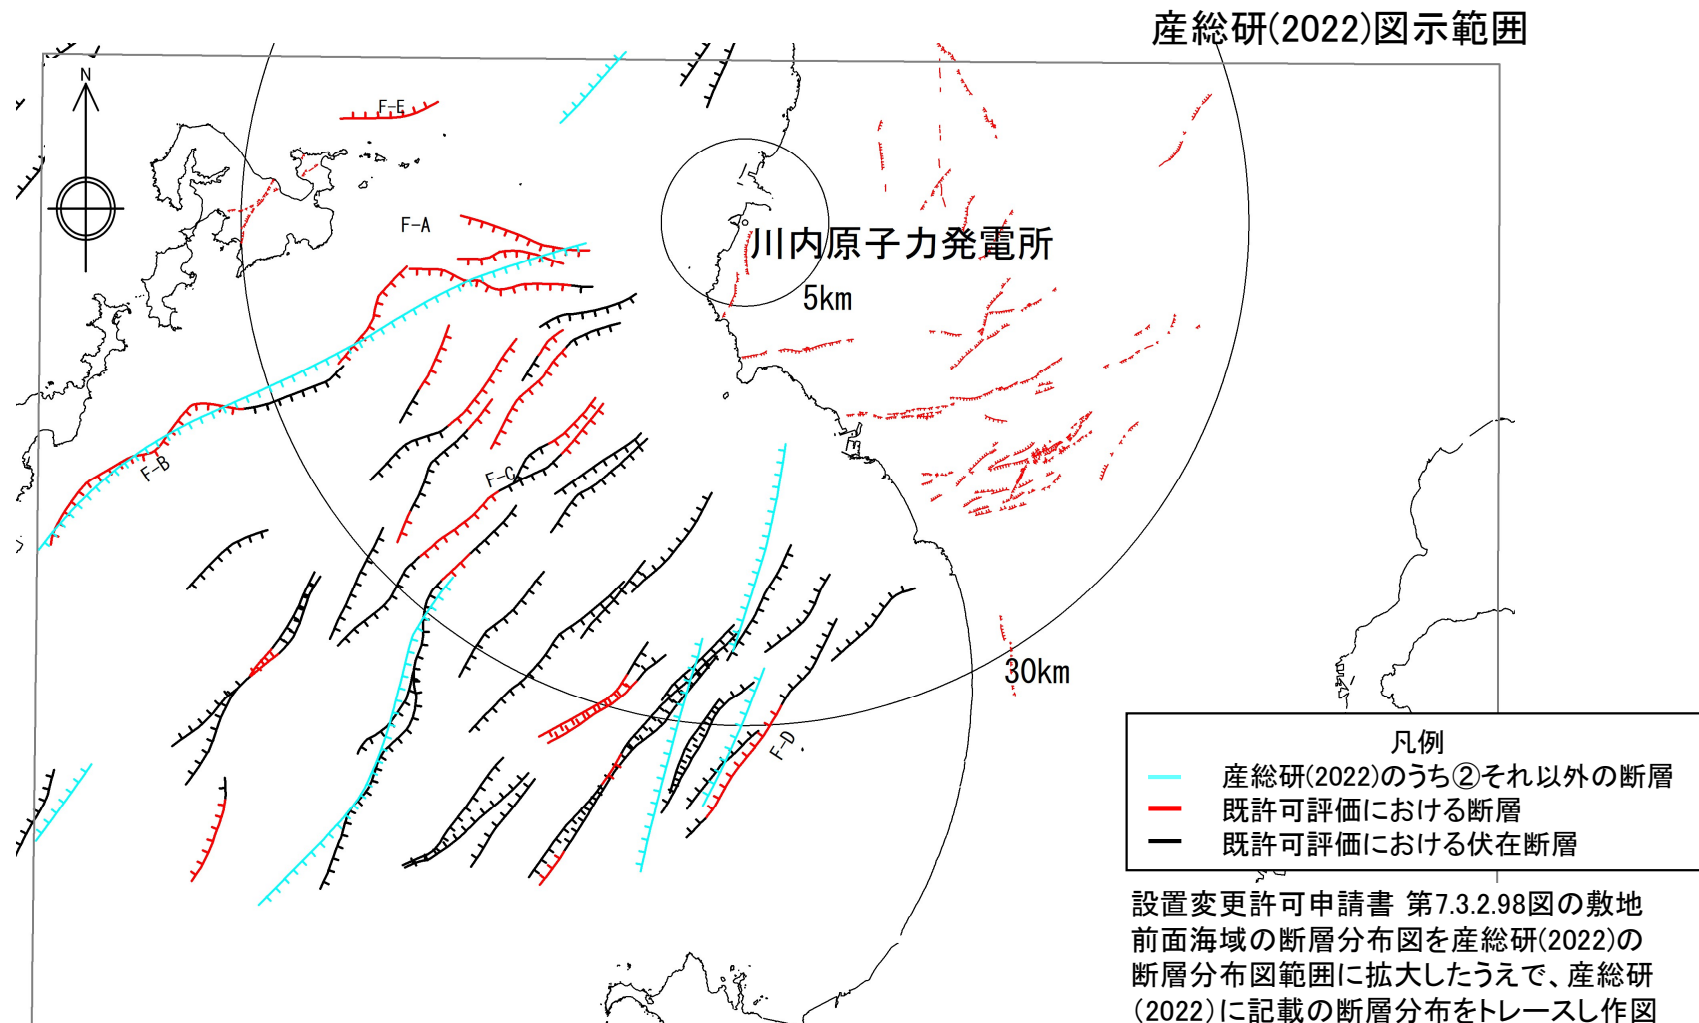 産総研(2022)図示範囲
N
F-E
F-A
川内原子力発電所
5km
F-B
F-C
30km
F-D
凡例
産総研(2022)のうち②それ以外の断層
既許可評価における断層
既許可評価における伏在断層
設置変更許可申請書 第7.3.2.98図の敷地
前面海域の断層分布図を産総研(2022)の
断層分布図範囲に拡大したうえで、産総研
(2022)に記載の断層分布をトレースし作図